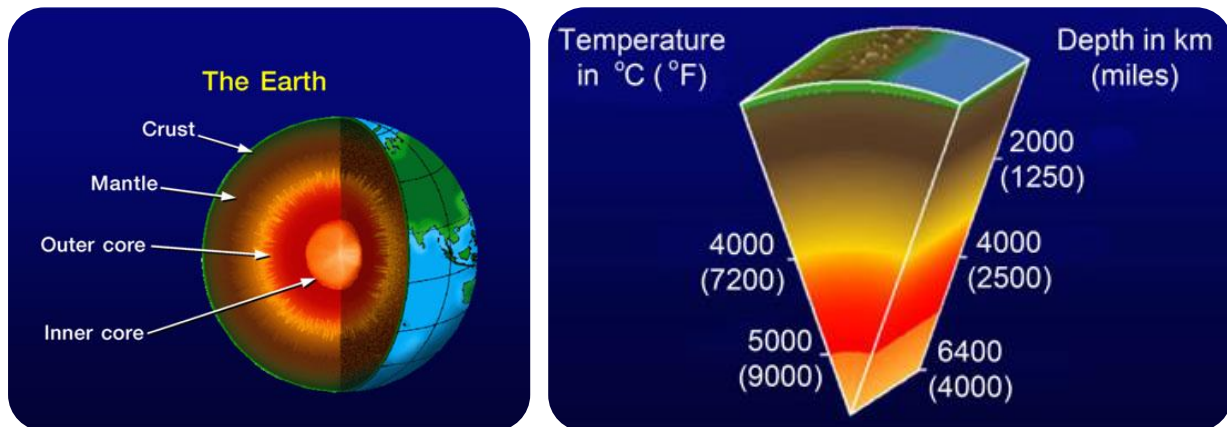 The Earth
Crust
Mantle
Outer core
Inner core
Temperature
in °C (°F)
Depth in km
(miles)
2000
(1250)
4000
(7200)
4000
(2500)
5000
(9000)
6400
(4000)